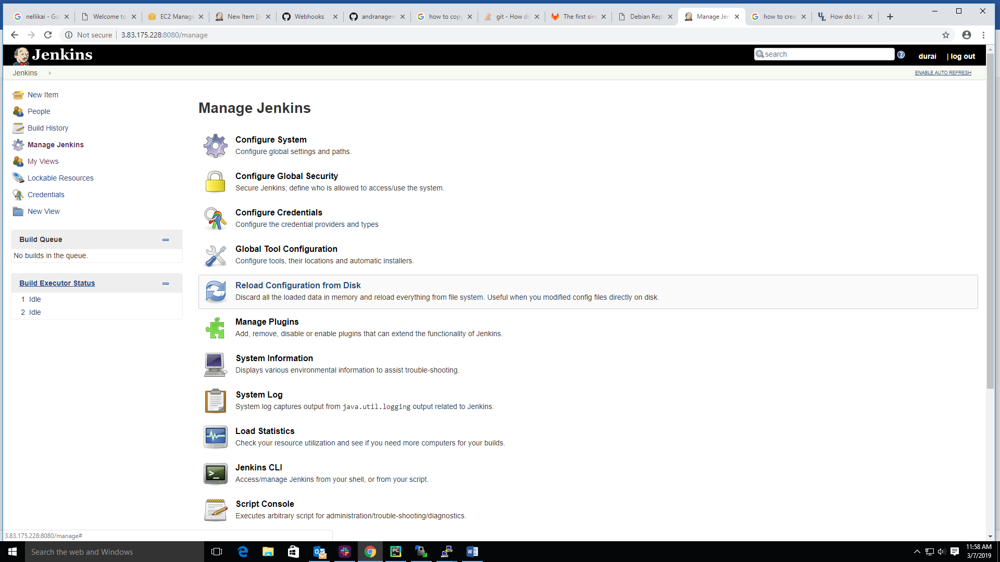 nellikai - Go
Welcome to
EC2 Manage
New Item [J
Webhooks
andranagen
how to copy
git - How do
The first sin
Debian Rep
Manage Jen
how to crea
How do I zip
Not secure
3.83.175.228:8080/manage
Jenkins
search
durai
| log out
Jenkins
ENABLE AUTO REFRESH
New Item
People
Build History
Manage Jenkins
My Views
Lockable Resources
Credentials
New View
Build Queue
No builds in the queue.
Build Executor Status
1 Idle
2 Idle
Manage Jenkins
Configure System
Configure global settings and paths.
Configure Global Security
Secure Jenkins; define who is allowed to access/use the system.
Configure Credentials
Configure the credential providers and types
Global Tool Configuration
Configure tools, their locations and automatic installers.
Reload Configuration from Disk
Discard all the loaded data in memory and reload everything from file system. Useful when you modified config files directly on disk.
Manage Plugins
Add, remove, disable or enable plugins that can extend the functionality of Jenkins.
System Information
Displays various environmental information to assist trouble-shooting.
System Log
System log captures output from java.util.logging output related to Jenkins.
Load Statistics
Check your resource utilization and see if you need more computers for your builds.
Jenkins CLI
Access/manage Jenkins from your shell, or from your script.
Script Console
Executes arbitrary script for administration/trouble-shooting/diagnostics.
3.83.175.228:8080/manage#
Search the web and Windows
11:58 AM
3/7/2019